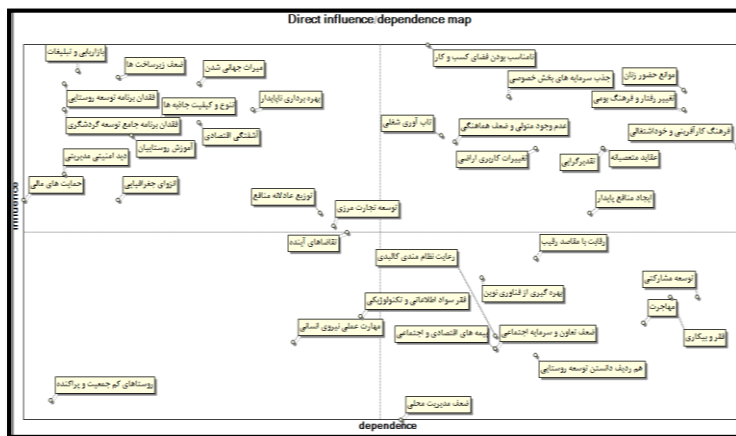 Direct influence/dependence map
بازاریابی و تبلیغات
ضعف زیرساخت ها
میراث جهانی شدن
نامناسب بودن فضای کسب و کار
جذب سرمایه های بخش خصوصی
موانع حضور زنان
فقدان برنامه توسعه روستایی
تنوع و کیفیت جاذبه ها
بهره برداری ناپایدار
تغییر رفتار و فرهنگ بومی
فقدان برنامه جامع توسعه گردشگری
آشفتگی اقتصادی
تاب آوری شغلی
عدم وجود متولی و ضعف هماهنگی
فرهنگ کارآفرینی و خوداشتغالی
آموزش روستاییان
دید امنیتی مدیریتی
تغییرات کاربری اراضی
تقدیرگرایی
عقاید متعصبانه
حمایت های مالی
انزوای جغرافیایی
توزیع عادلانه منافع
توسعه تجارت مرزی
ایجاد منافع پایدار
تقاضاهای آینده
رعایت نظام مندی کالبدی
رقابت با مقاصد رقیب
بهره گیری از فناوری نوین
توسعه مشارکتی
فقر سواد اطلاعاتی و تکنولوژیکی
مهاجرت
مهارت عملی نیروی انسانی
بیمه های اقتصادی و اجتماعی
ضعف تعاون و سرمایه اجتماعی
فقر و بیکاری
هم ردیف دانستن توسعه روستایی
روستاهای کم جمعیت و پراکنده
ضعف مدیریت محلی
influence
dependence